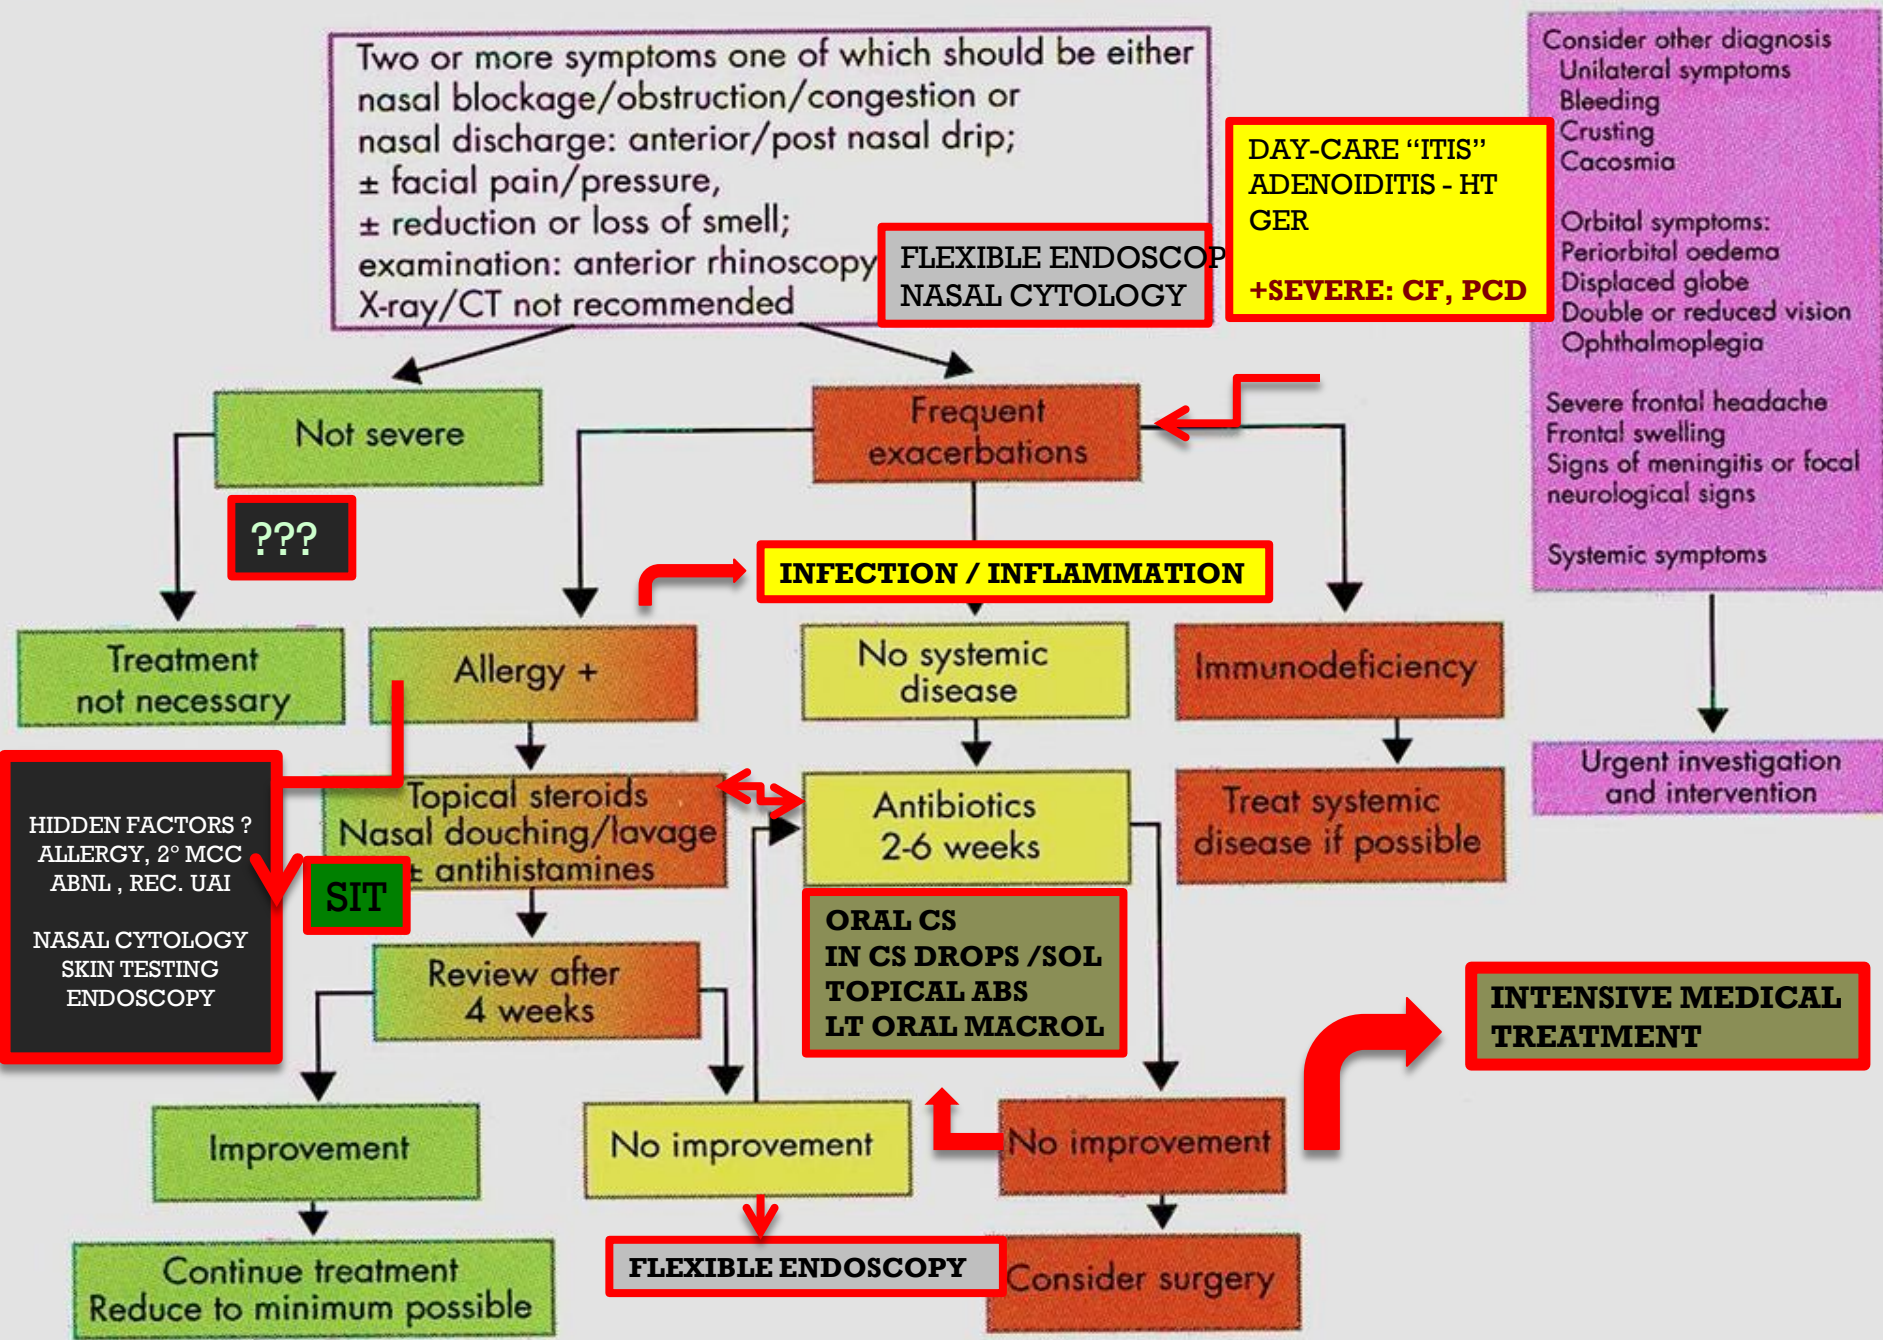 Two or more symptoms one of which should be either
nasal blockage/obstruction/congestion or
nasal discharge: anterior/post nasal drip;
± facial pain/pressure,
± reduction or loss of smell;
examination: anterior rhinoscopy
X-ray/CT not recommended
FLEXIBLE ENDOSCOP
NASAL CYTOLOGY
DAY-CARE “ITIS”
ADENOIDITIS - HT
GER
+SEVERE: CF, PCD
Consider other diagnosis
Unilateral symptoms
Bleeding
Crusting
Cacosmia
Orbital symptoms:
Periorbital oedema
Displaced globe
Double or reduced vision
Ophthalmoplegia
Severe frontal headache
Frontal swelling
Signs of meningitis or focal
neurological signs
Systemic symptoms
Not severe
Frequent
exacerbations
???
INFECTION / INFLAMMATION
Treatment
not necessary
Allergy +
No systemic
disease
Immunodeficiency
Urgent investigation
and intervention
HIDDEN FACTORS ?
ALLERGY, 2° MCC
ABNL , REC. UAI
NASAL CYTOLOGY
SKIN TESTING
ENDOSCOPY
SIT
Topical steroids
Nasal douching/lavage
± antihistamines
Antibiotics
2-6 weeks
Treat systemic
disease if possible
ORAL CS
IN CS DROPS /SOL
TOPICAL ABS
LT ORAL MACROL
Review after
4 weeks
INTENSIVE MEDICAL
TREATMENT
Improvement
No improvement
No improvement
Continue treatment
Reduce to minimum possible
FLEXIBLE ENDOSCOPY
Consider surgery